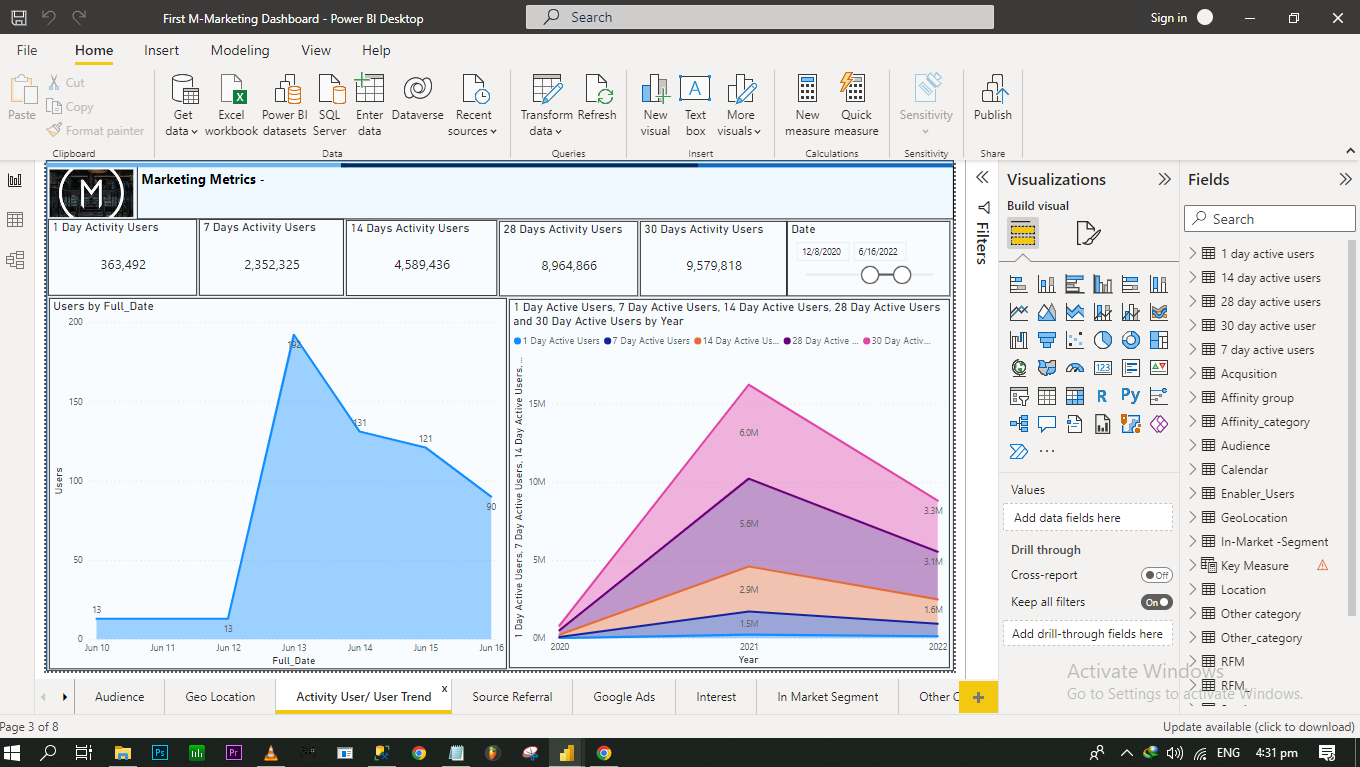 First M-Marketing Dashboard - Power BI Desktop
Search
Sign in
File
Home
Insert
Modeling
View
Help
Paste
Cut
Copy
Format painter
Get data
Excel workbook
Power BI datasets
SQL Server
Enter data
Dataverse
Recent sources
Transform data
Refresh
New visual
Text box
More visuals
New measure
Quick measure
Sensitivity
Publish
Clipboard
Data
Queries
Insert
Calculations
Sensitivity
Share
M
Marketing Metrics -
1 Day Activity Users
363,492
7 Days Activity Users
2,352,325
14 Days Activity Users
4,589,436
28 Days Activity Users
8,964,866
30 Days Activity Users
9,579,818
Date
12/8/2020
6/16/2022
Users by Full_Date
200
150
100
50
0
Users
13
13
192
131
121
90
Jun 10
Jun 11
Jun 12
Jun 13
Jun 14
Jun 15
Jun 16
Full_Date
1 Day Active Users, 7 Day Active Users, 14 Day Active Users, 28 Day Active Users
and 30 Day Active Users by Year
1 Day Active Users
7 Day Active Users
14 Day Active Us...
28 Day Active ...
30 Day Activ...
1 Day Active Users, 7 Day Active Users, 14 Day Active Users, ...
15M
10M
5M
0M
6.0M
5.6M
2.9M
1.5M
3.3M
3.1M
1.6M
2020
2021
2022
Year
Filters
Visualizations
Build visual
123
R
Py
...
Values
Add data fields here
Drill through
Cross-report
Off
Keep all filters
On
Add drill-through fields here
Fields
Search
1 day active users
14 day active users
28 day active users
30 day active user
7 day active users
Acqusition
Affinity group
Affinity_category
Audience
Calendar
Enabler_Users
GeoLocation
In-Market -Segment
Key Measure
Location
Other category
Other_category
RFM
RFM_
Activate Windows
Go to Settings to activate Windows.
Audience
Geo Location
Activity User/ User Trend
x
Source Referral
Google Ads
Interest
In Market Segment
Other C
+
Page 3 of 8
Update available (click to download)
Ps
Pr
ENG
4:31 pm